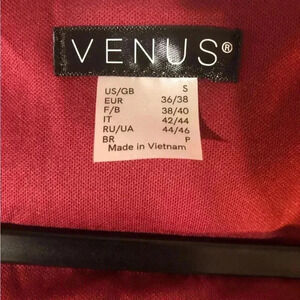 VENUS®
US/GB S
EUR 36/38
F/B 38/40
IT 42/44
RU/UA 44/46
BR P
Made in Vietnam